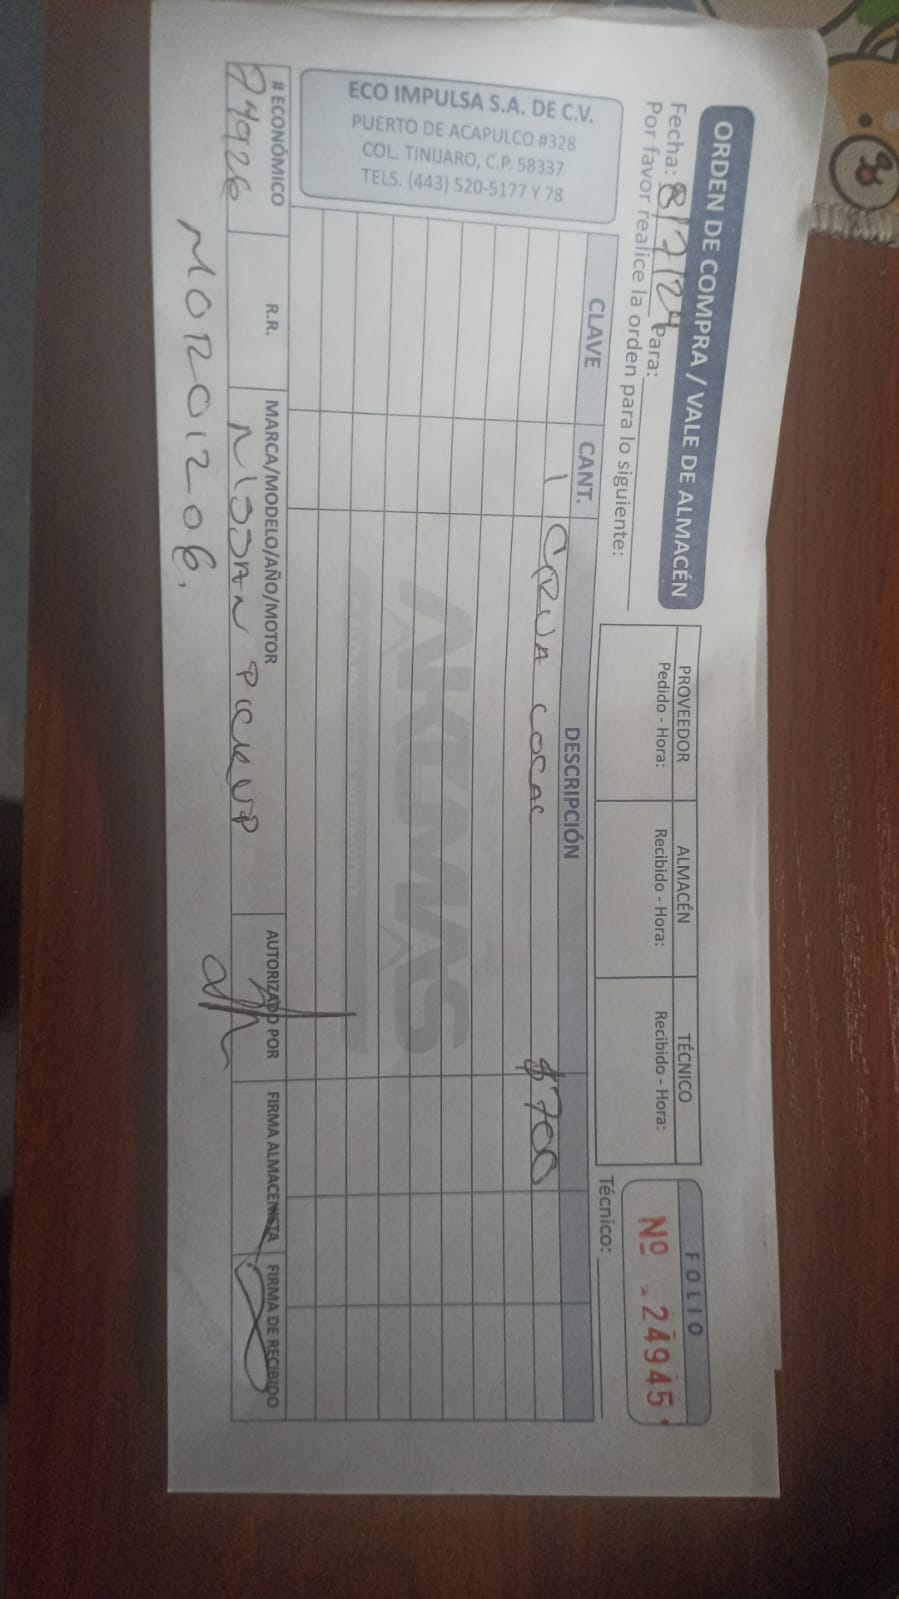 ORDEN DE COMPRA / VALE DE ALMACÉN
Fecha: 8/7/24 Para:
Por favor realice la orden para lo siguiente:
PROVEEDOR ALMACÉN TÉCNICO
Pedido - Hora: Recibido - Hora: Recibido - Hora:
FOLIO
Nº 24945
Técnico:
ECO IMPULSA S.A. DE C.V.
PUERTO DE ACAPULCO #328
COL. TINIJARO, C.P. 58337
TELS. (443) 520-5177 Y 78
CLAVE CANT. DESCRIPCIÓN
1 GRUA LOCAL $700
AKUMAS
# ECONÓMICO R.R. MARCA/MODELO/AÑO/MOTOR AUTORIZADO POR FIRMA ALMACENISTA FIRMA DE RECIBIDO
74926 NISSAN PICKUP
MOR01206.